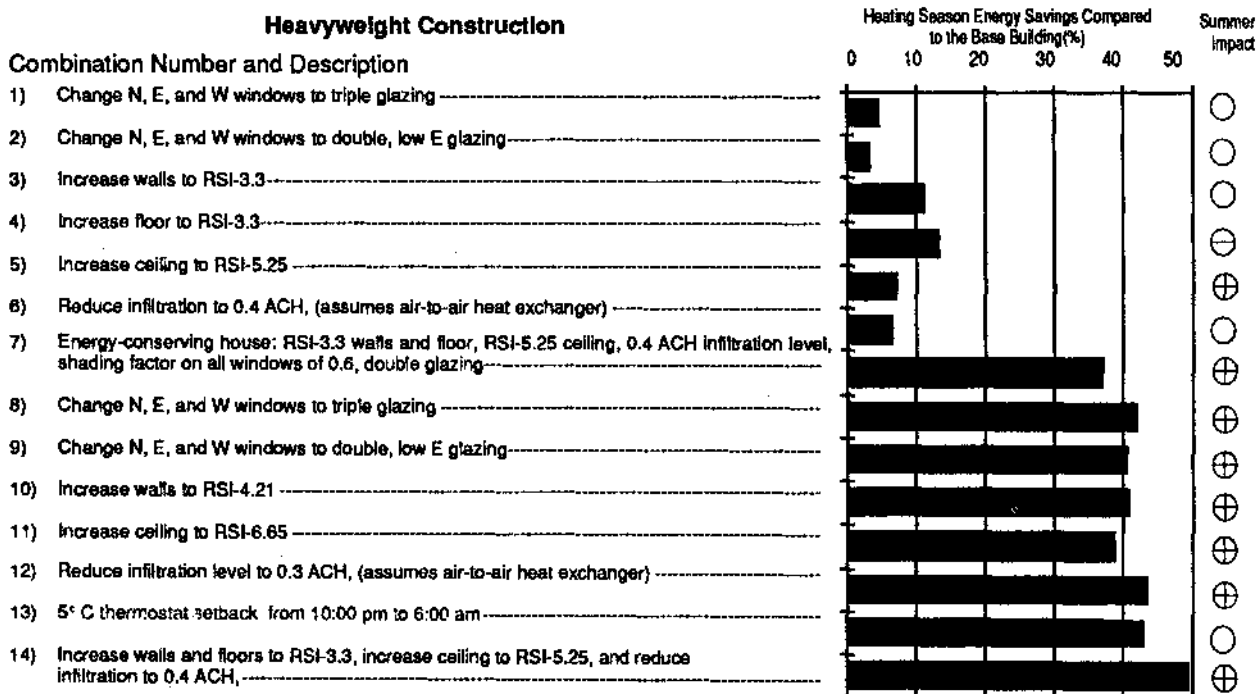 Heavyweight Construction
Heating Season Energy Savings Compared
to the Base Building(%)
Summer
Impact
0 10 20 30 40 50
Combination Number and Description
1) Change N, E, and W windows to triple glazing
2) Change N, E, and W windows to double, low E glazing
3) Increase walls to RSI-3.3
4) Increase floor to RSI-3.3
5) Increase ceiling to RSI-5.25
6) Reduce infiltration to 0.4 ACH, (assumes air-to-air heat exchanger)
7) Energy-conserving house: RSI-3.3 walls and floor, RSI-5.25 ceiling, 0.4 ACH infiltration level,
shading factor on all windows of 0.6, double glazing
8) Change N, E, and W windows to triple glazing
9) Change N, E, and W windows to double, low E glazing
10) Increase walls to RSI-4.21
11) Increase ceiling to RSI-6.65
12) Reduce infiltration level to 0.3 ACH, (assumes air-to-air heat exchanger)
13) 5° C thermostat setback from 10:00 pm to 6:00 am
14) Increase walls and floors to RSI-3.3, increase ceiling to RSI-5.25, and reduce
infiltration to 0.4 ACH,